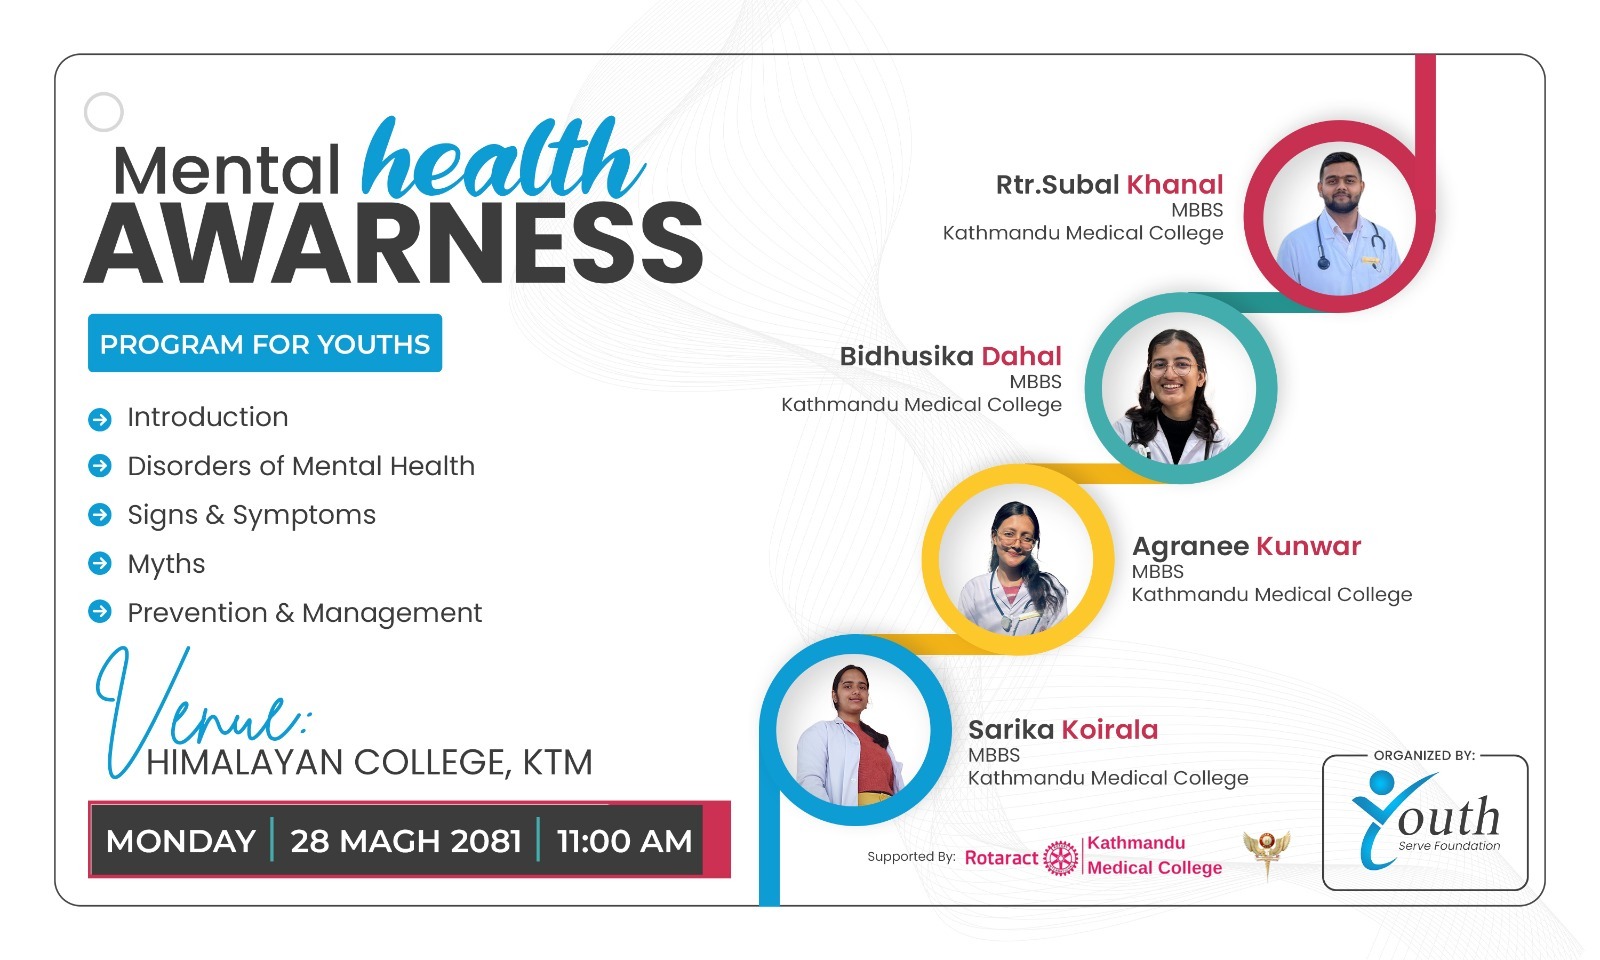 Mental health
AWARNESS
PROGRAM FOR YOUTHS
Introduction
Disorders of Mental Health
Signs & Symptoms
Myths
Prevention & Management
Venue:
HIMALAYAN COLLEGE, KTM
MONDAY | 28 MAGH 2081 | 11:00 AM
Rtr.Subal Khanal
MBBS
Kathmandu Medical College
Bidhusika Dahal
MBBS
Kathmandu Medical College
Agranee Kunwar
MBBS
Kathmandu Medical College
Sarika Koirala
MBBS
Kathmandu Medical College
Supported By:
Rotaract
Kathmandu
Medical College
ORGANIZED BY:
Youth
Serve Foundation